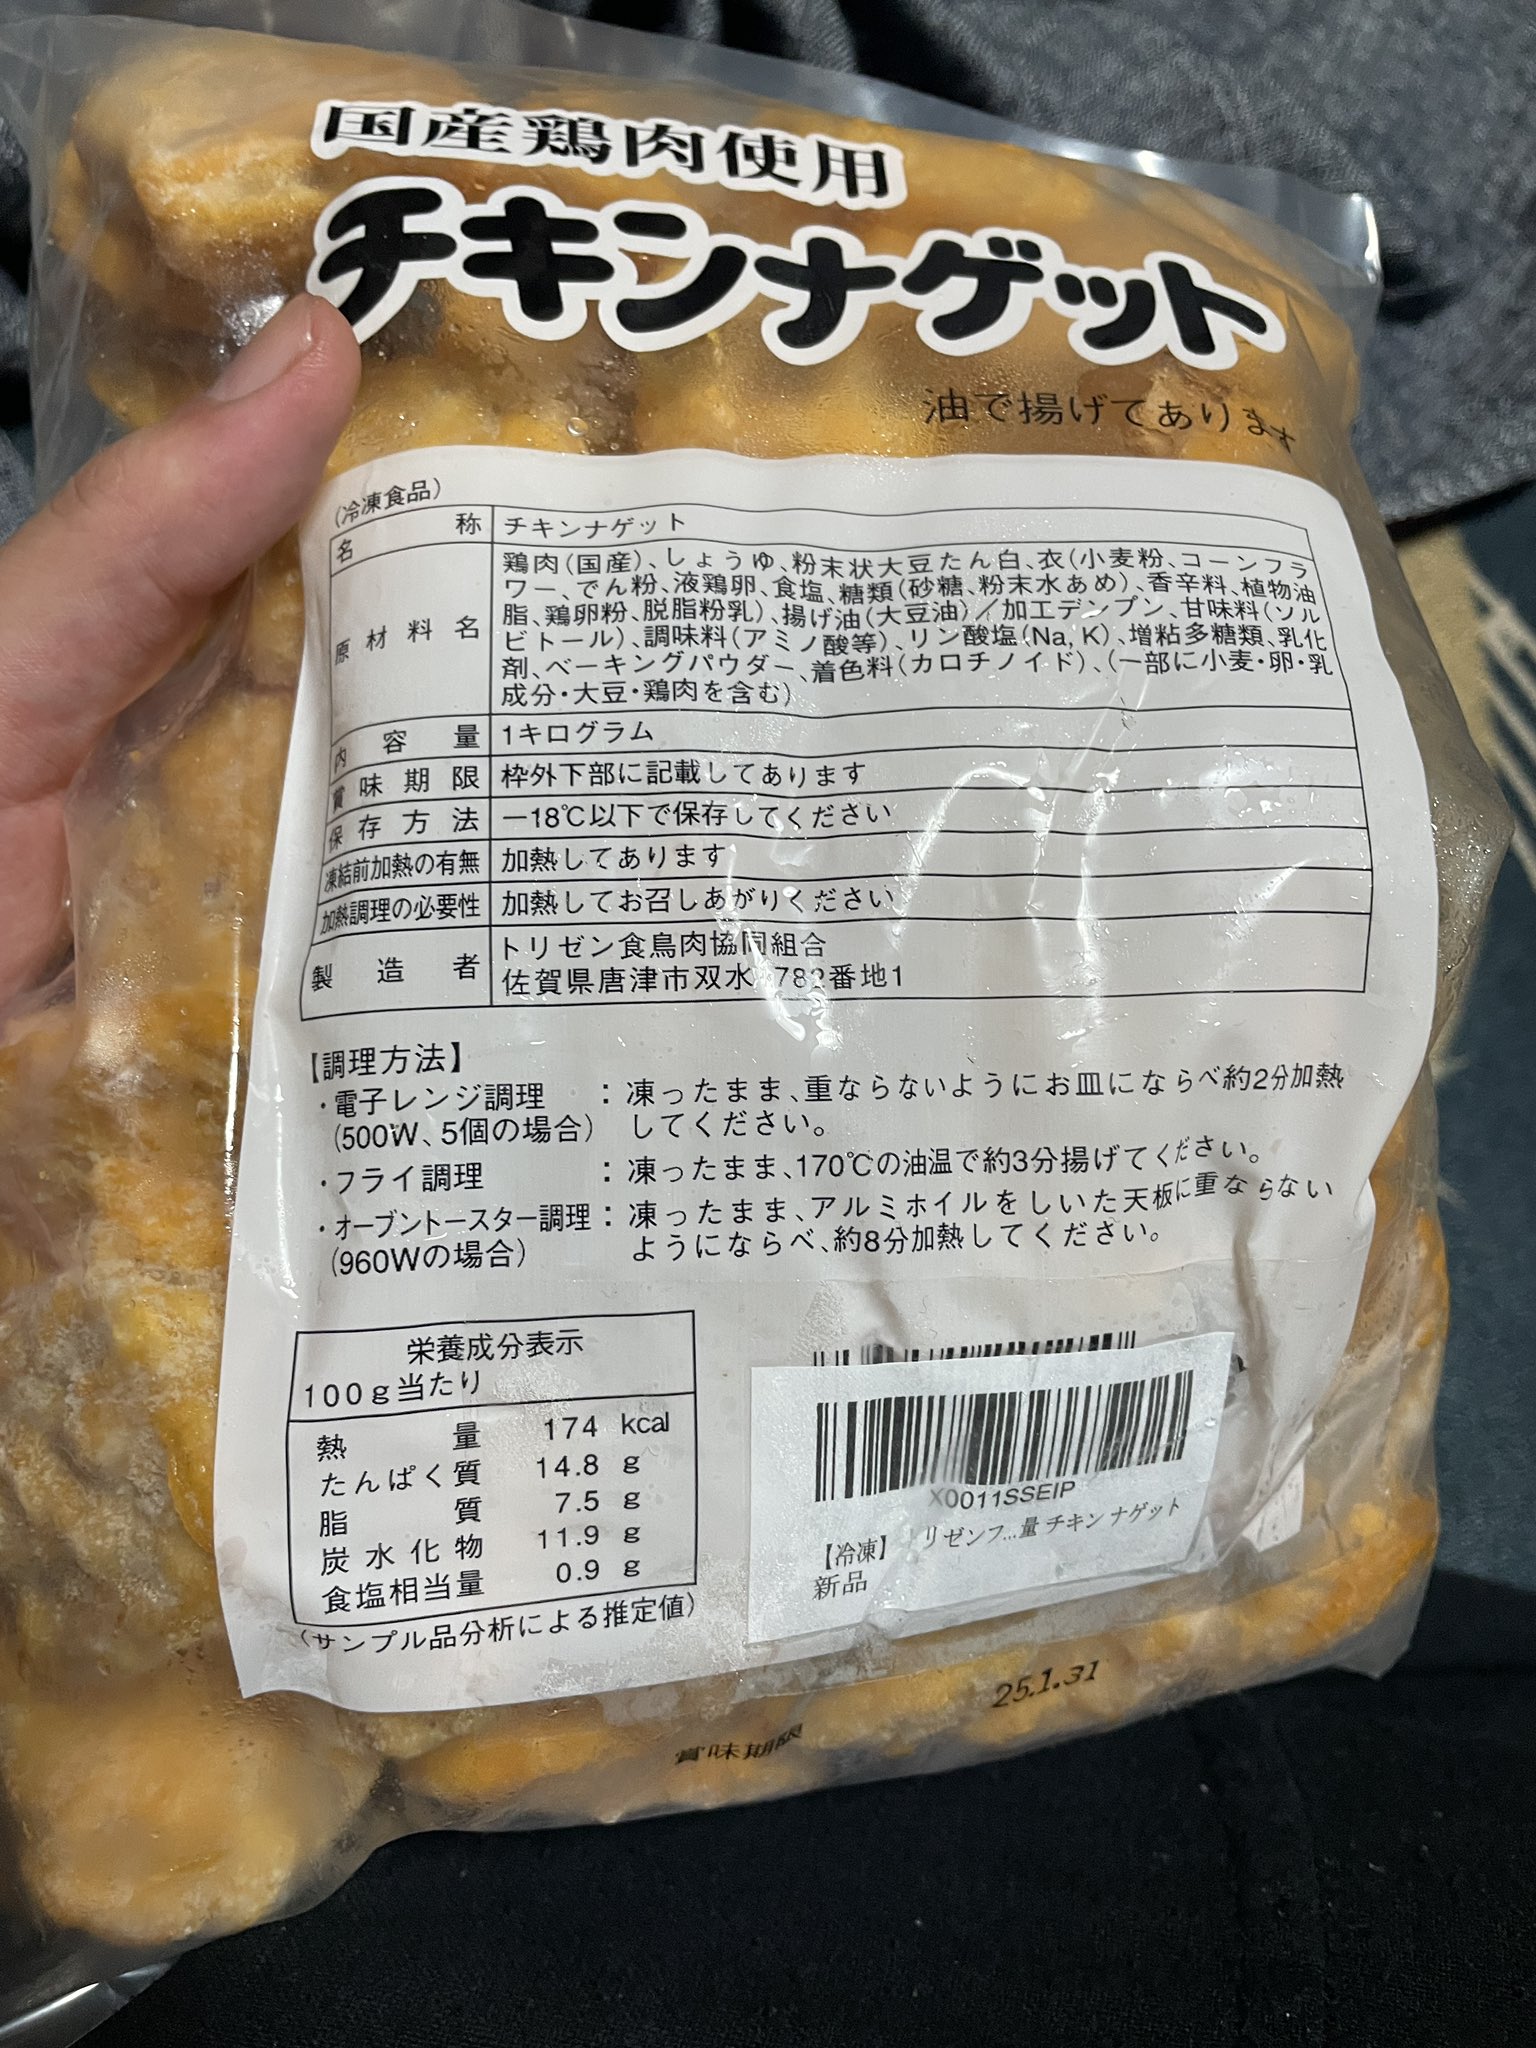 国産鶏肉使用
チキンナゲット
油で揚げてあります
(冷凍食品)
名称 チキンナゲット
原材料名 鶏肉(国産)、しょうゆ、粉末状大豆たん白、衣(小麦粉、コーンフラ
ワー、でん粉、液鶏卵、食塩、糖類(砂糖、粉末水あめ)、香辛料、植物油
脂、鶏卵粉、脱脂粉乳)、揚げ油(大豆油)/加工デンプン、甘味料(ソル
ビトール)、調味料(アミノ酸等)、リン酸塩(Na, K)、増粘多糖類、乳化
剤、ベーキングパウダー、着色料(カロチノイド)、(一部に小麦・卵・乳
成分・大豆・鶏肉を含む)
内容量 1キログラム
賞味期限 枠外下部に記載してあります
保存方法 −18℃以下で保存してください
凍結前加熱の有無 加熱してあります
加熱調理の必要性 加熱してお召しあがりください
製造者 トリゼン食鳥肉協同組合
佐賀県唐津市双水 782番地1
【調理方法】
・電子レンジ調理 : 凍ったまま、重ならないようにお皿にならべ約2分加熱
(500W、5個の場合) してください。
・フライ調理 : 凍ったまま、170℃の油温で約3分揚げてください。
・オーブントースター調理 : 凍ったまま、アルミホイルをしいた天板に重ならない
(960Wの場合) ようにならべ、約8分加熱してください。
栄養成分表示
100g当たり
熱量 174 kcal
たんぱく質 14.8 g
脂質 7.5 g
炭水化物 11.9 g
食塩相当量 0.9 g
(サンプル品分析による推定値)
X0011SSEIP
【冷凍】 リゼンフ...量 チキン ナゲット
新品
賞味期限 25.1.31